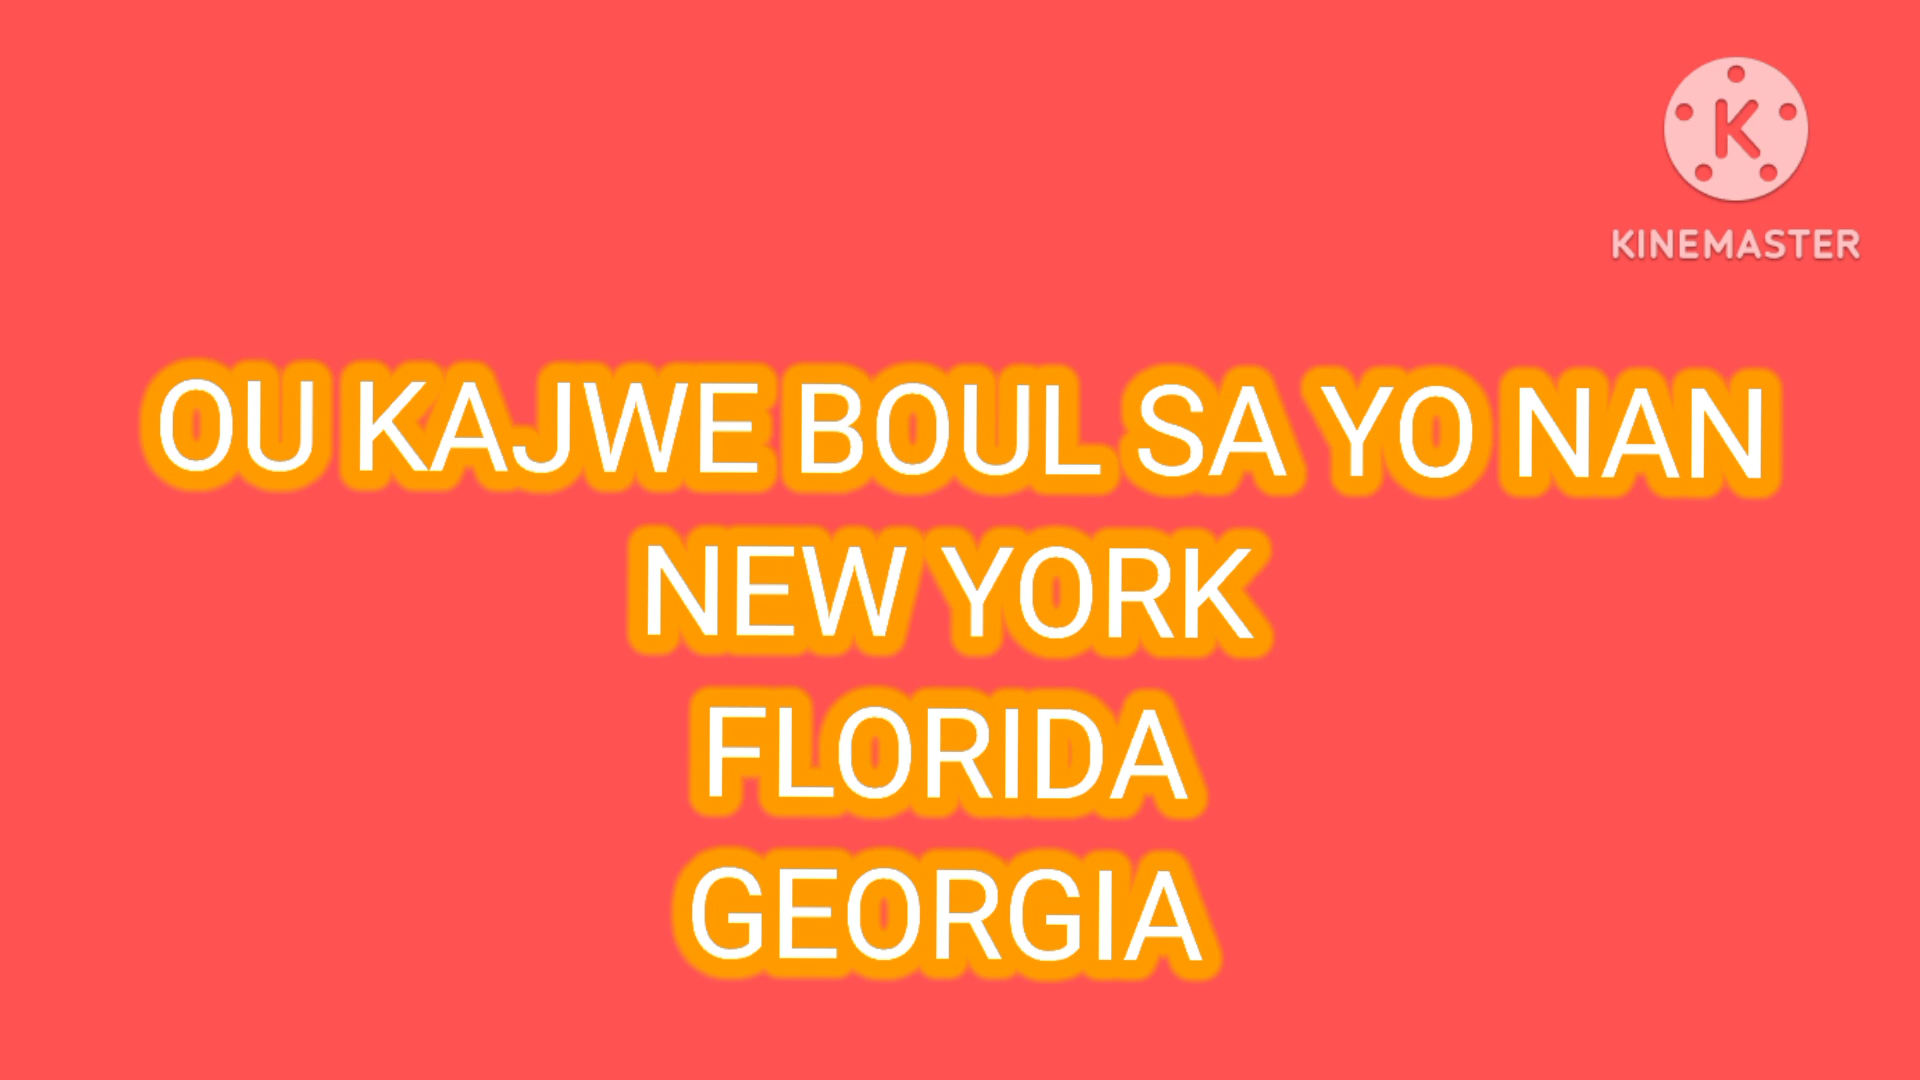 K
KINEMASTER
OU KAJWE BOUL SA YO NAN
NEW YORK
FLORIDA
GEORGIA